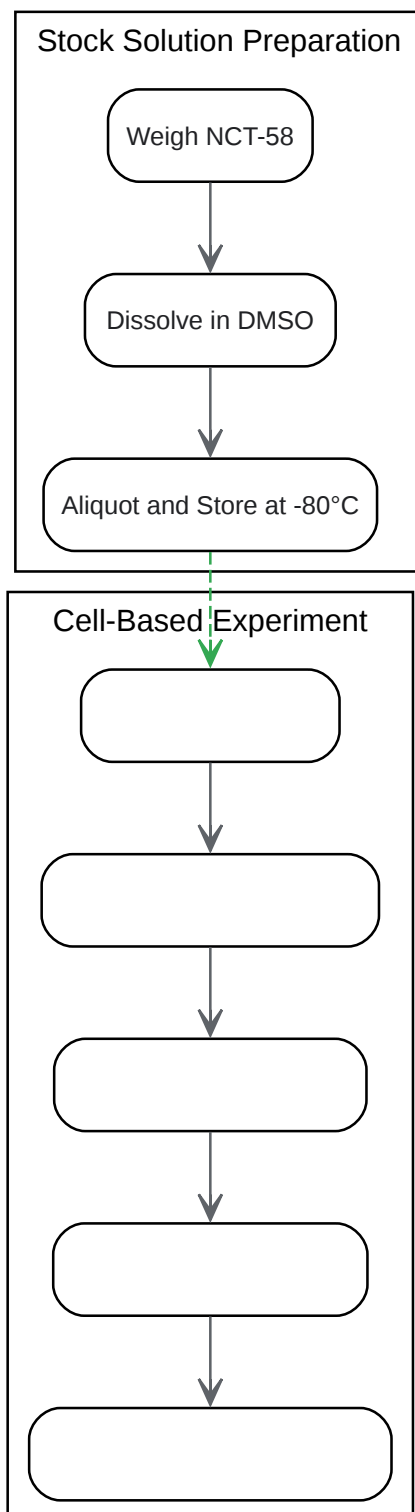 Stock Solution Preparation
Weigh NCT-58
Dissolve in DMSO
Aliquot and Store at -80°C
Cell-Based Experiment